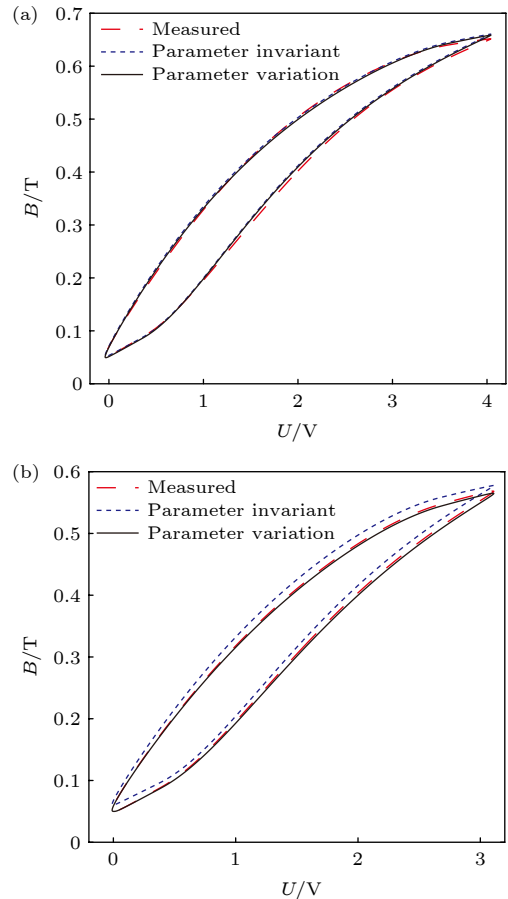 (a)
0.7
0.6
0.5
0.4
0.3
0.2
0.1
0
B/T
Measured
Parameter invariant
Parameter variation
0 1 2 3 4
U/V
(b)
0.6
0.5
0.4
0.3
0.2
0.1
0
B/T
Measured
Parameter invariant
Parameter variation
0 1 2 3
U/V